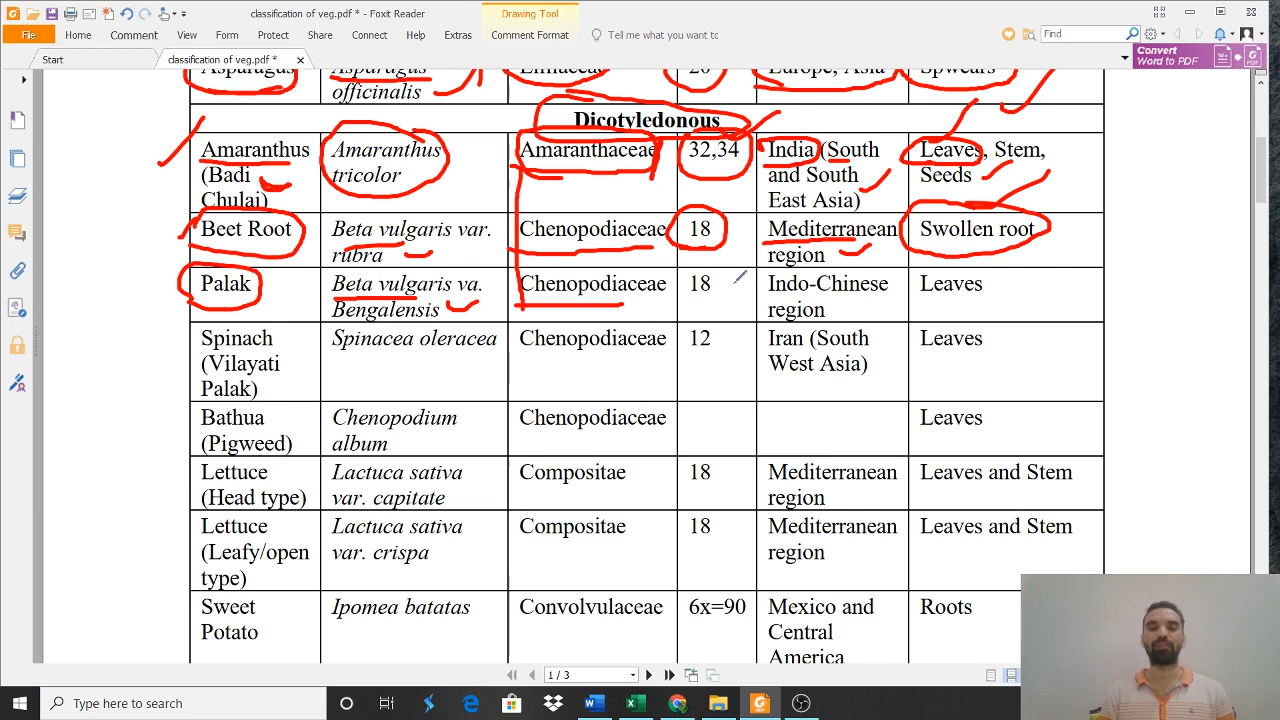 classification of veg.pdf * - Foxit Reader
Drawing Tool
File Home Comment View Form Protect Share Connect Help Extras Comment Format Tell me what you want to Find
Start classification of veg.pdf *
Convert
Word to PDF
Asparagus Asparagus Liliaceae 20 Europe, Asia Spwears
officinalis
Dicotyledonous
Amaranthus Amaranthus Amaranthaceae 32,34 India (South Leaves, Stem,
(Badi tricolor and South Seeds
Chulai) East Asia)
Beet Root Beta vulgaris var. Chenopodiaceae 18 Mediterranean Swollen root
rubra region
Palak Beta vulgaris va. Chenopodiaceae 18 Indo-Chinese Leaves
Bengalensis region
Spinach Spinacea oleracea Chenopodiaceae 12 Iran (South Leaves
(Vilayati West Asia)
Palak)
Bathua Chenopodium Chenopodiaceae Leaves
(Pigweed) album
Lettuce Lactuca sativa Compositae 18 Mediterranean Leaves and Stem
(Head type) var. capitate region
Lettuce Lactuca sativa Compositae 18 Mediterranean Leaves and Stem
(Leafy/open var. crispa region
type)
Sweet Ipomea batatas Convolvulaceae 6x=90 Mexico and Roots
Potato Central
America
1 / 3
Type here to search